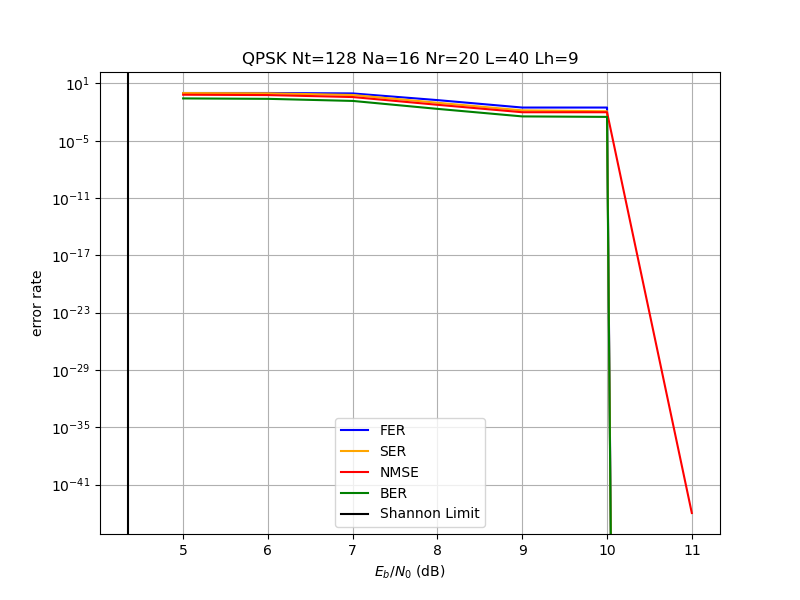 QPSK Nt=128 Na=16 Nr=20 L=40 Lh=9
error rate
10^1
10^-5
10^-11
10^-17
10^-23
10^-29
10^-35
10^-41
FER
SER
NMSE
BER
Shannon Limit
5 6 7 8 9 10 11
E_b/N_0 (dB)